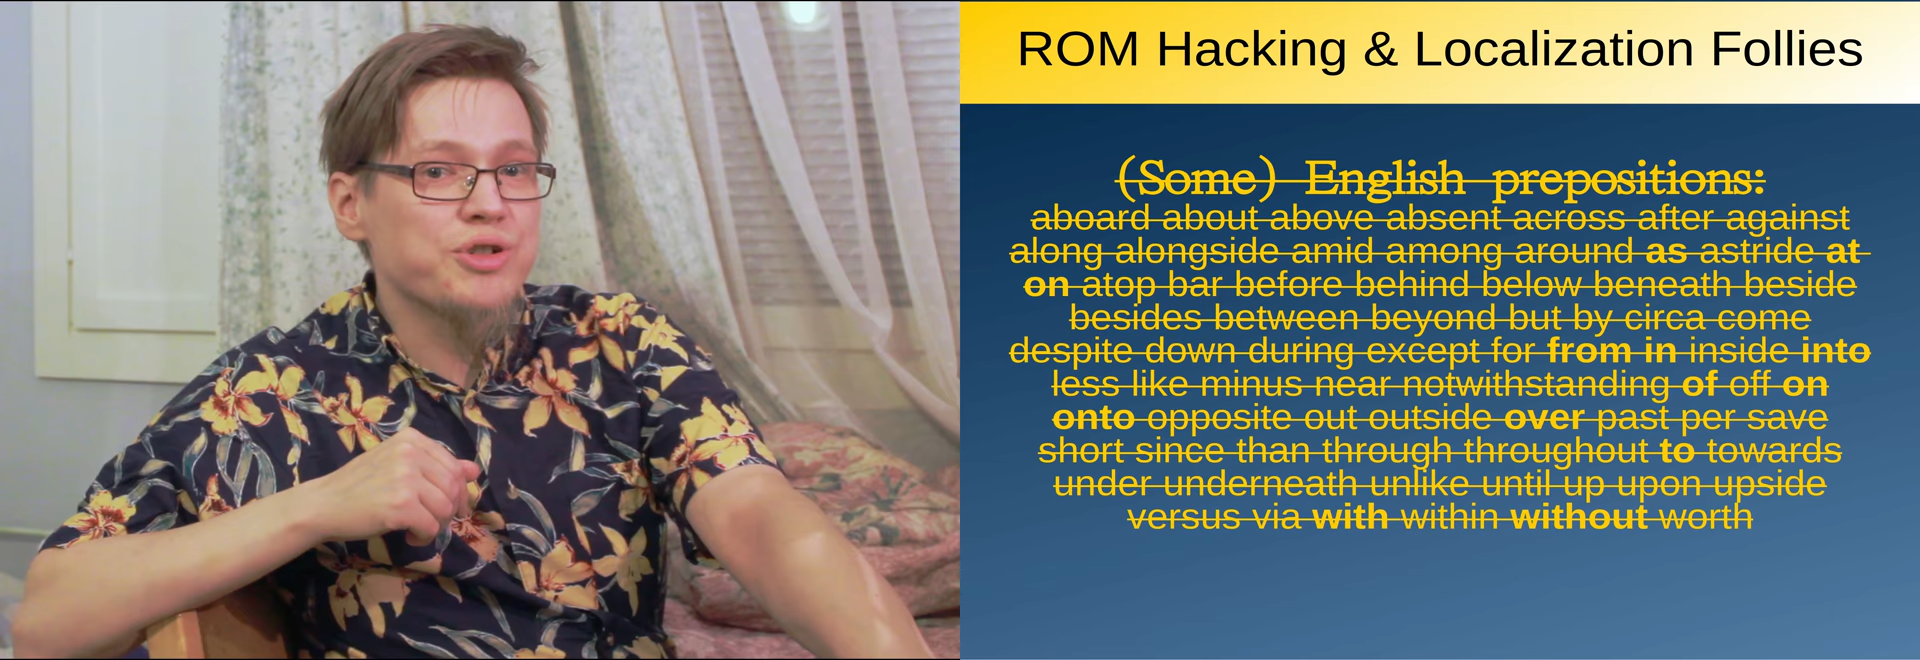 ROM Hacking & Localization Follies
(Some) English prepositions:
aboard about above absent across after against
along alongside amid among around as astride at
on atop bar before behind below beneath beside
besides between beyond but by circa come
despite down during except for from in inside into
less like minus near notwithstanding of off on
onto opposite out outside over past per save
short since than through throughout to towards
under underneath unlike until up upon upside
versus via with within without worth